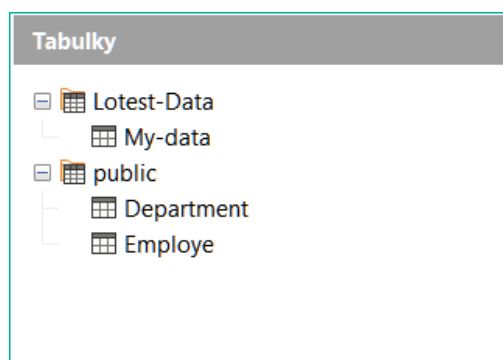 Tabulky
Lotest-Data
My-data
public
Department
Employe